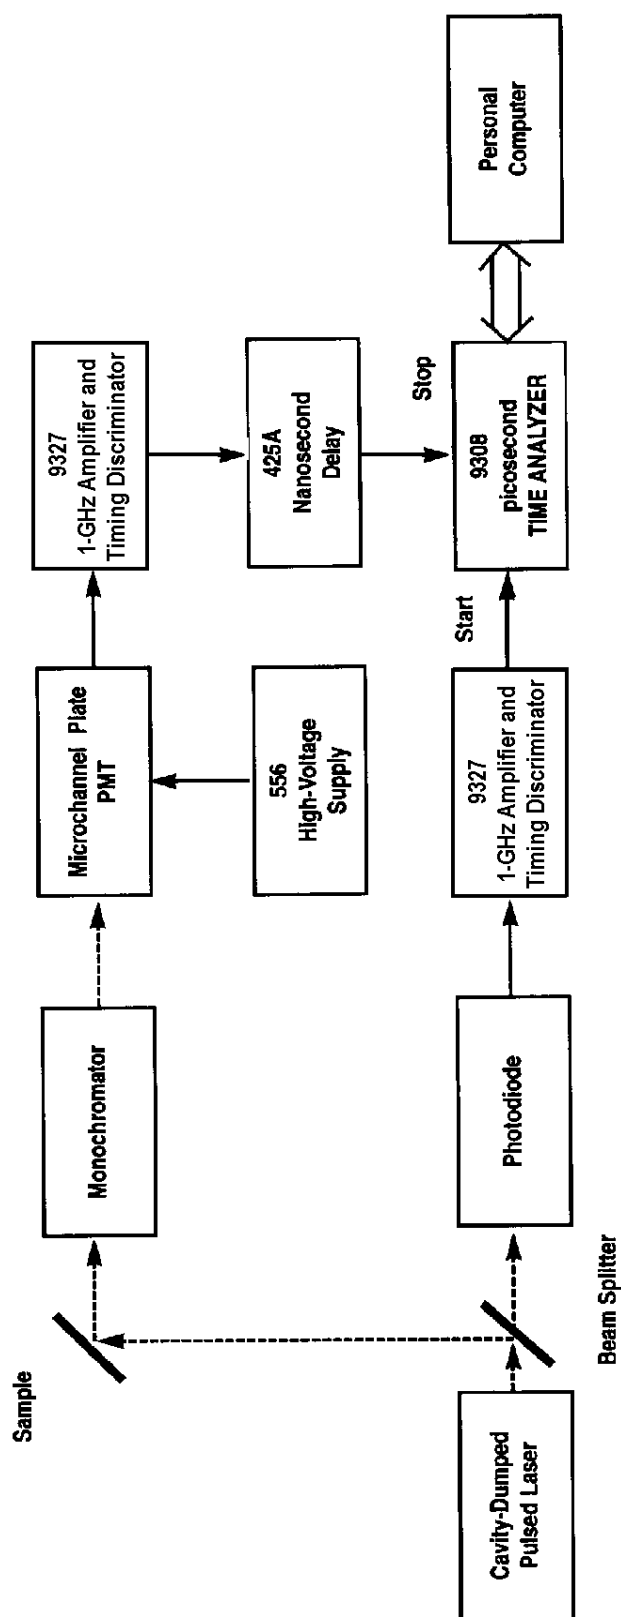 Sample
Monochromator
Microchannel Plate
PMT
9327
1-GHz Amplifier and
Timing Discriminator
556
High-Voltage
Supply
425A
Nanosecond
Delay
Cavity-Dumped
Pulsed Laser
Beam Splitter
Photodiode
9327
1-GHz Amplifier and
Timing Discriminator
Start
Stop
9308
picosecond
TIME ANALYZER
Personal
Computer